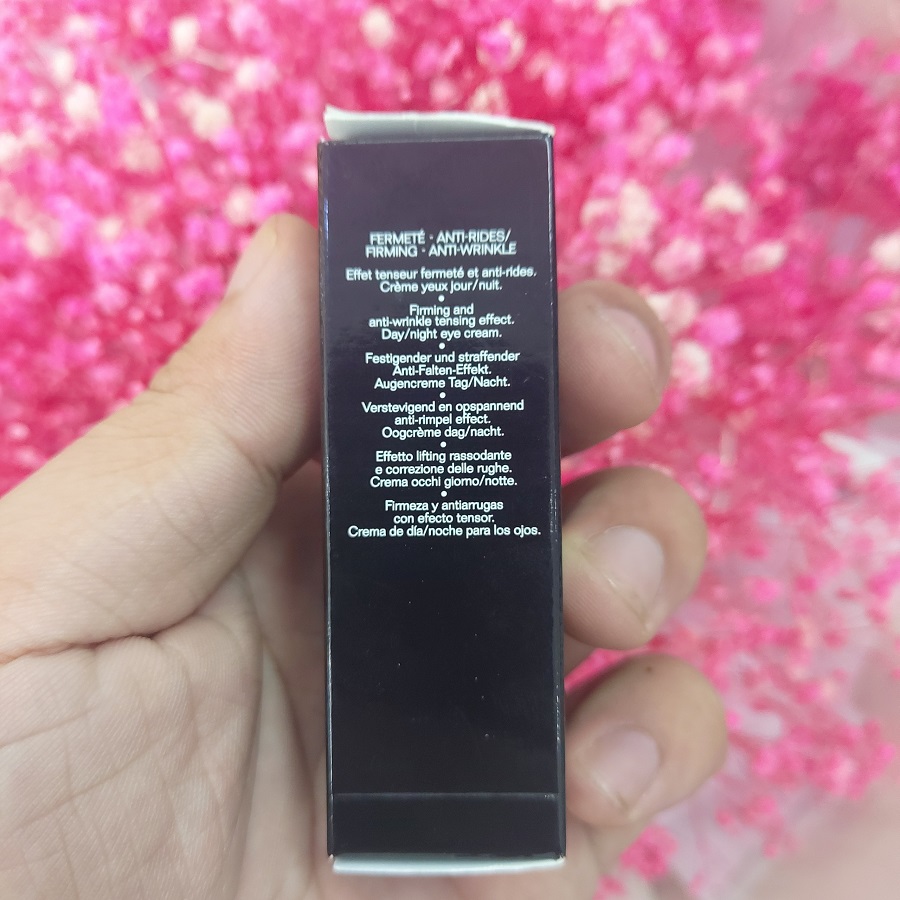 FERMETÉ - ANTI-RIDES/
FIRMING - ANTI-WRINKLE
Effet tenseur fermeté et anti-rides.
Crème yeux jour/nuit.
•
Firming and
anti-wrinkle tensing effect.
Day/night eye cream.
•
Festigender und straffender
Anti-Falten-Effekt.
Augencreme Tag/Nacht.
•
Verstevigend en opspannend
anti-rimpel effect.
Oogcrème dag/nacht.
•
Effetto lifting rassodante
e correzione delle rughe.
Crema occhi giorno/notte.
•
Firmeza y antiarrugas
con efecto tensor.
Crema de día/noche para los ojos.